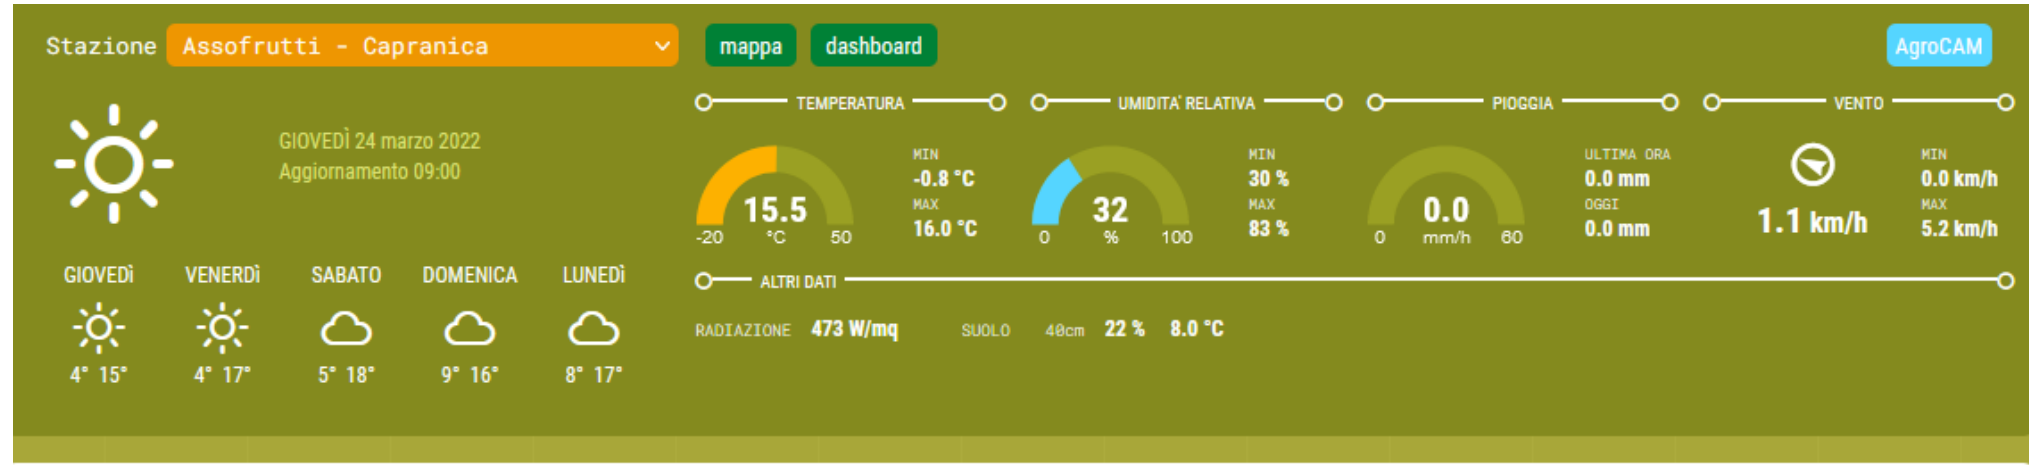 Stazione Assofrutti - Capranica mappa dashboard AgroCAM
GIOVEDÌ 24 marzo 2022
Aggiornamento 09:00
GIOVEDÌ VENERDÌ SABATO DOMENICA LUNEDÌ
4° 15° 4° 17° 5° 18° 9° 16° 8° 17°
TEMPERATURA
15.5
°C
-20 50
MIN
-0.8 °C
MAX
16.0 °C
UMIDITA' RELATIVA
32
%
0 100
MIN
30 %
MAX
83 %
PIOGGIA
0.0
mm/h
0 60
ULTIMA ORA
0.0 mm
OGGI
0.0 mm
VENTO
1.1 km/h
MIN
0.0 km/h
MAX
5.2 km/h
ALTRI DATI
RADIAZIONE 473 W/mq SUOLO 40cm 22 % 8.0 °C